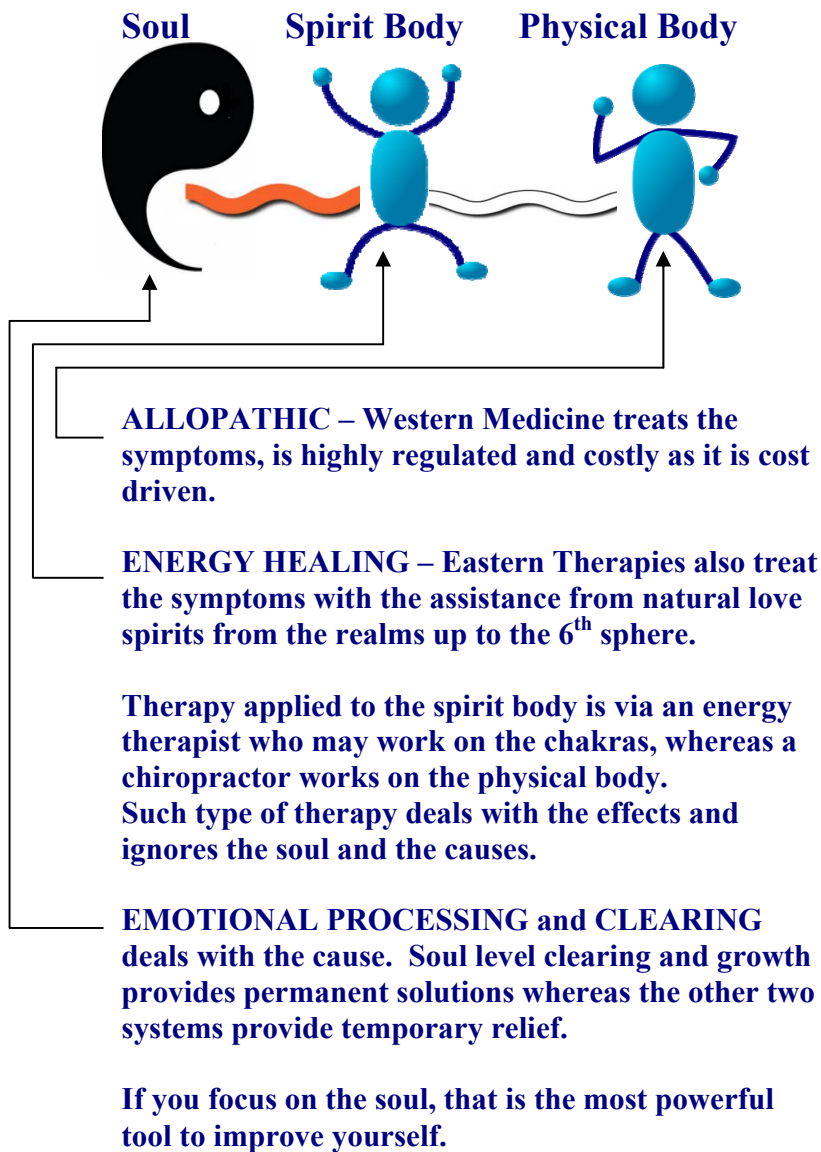 Soul Spirit Body Physical Body
ALLOPATHIC – Western Medicine treats the
symptoms, is highly regulated and costly as it is cost
driven.
ENERGY HEALING – Eastern Therapies also treat
the symptoms with the assistance from natural love
spirits from the realms up to the 6th sphere.
Therapy applied to the spirit body is via an energy
therapist who may work on the chakras, whereas a
chiropractor works on the physical body.
Such type of therapy deals with the effects and
ignores the soul and the causes.
EMOTIONAL PROCESSING and CLEARING
deals with the cause.  Soul level clearing and growth
provides permanent solutions whereas the other two
systems provide temporary relief.
If you focus on the soul, that is the most powerful
tool to improve yourself.